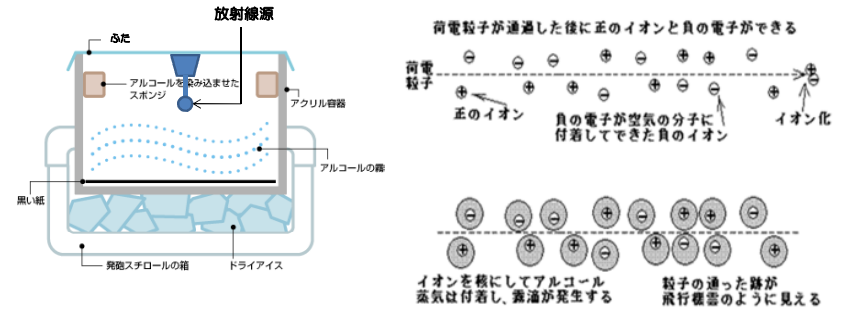 放射線源
ふた
アルコールを染み込ませた
スポンジ
アクリル容器
アルコールの霧
黒い紙
発砲スチロールの箱
ドライアイス
荷電粒子が通過した後に正のイオンと負の電子ができる
荷電
粒子
正のイオン
負の電子が空気の分子に
付着してできた負のイオン
イオン化
イオンを核にしてアルコール
蒸気は付着し、霧滴が発生する
粒子の通った跡が
飛行機雲のように見える